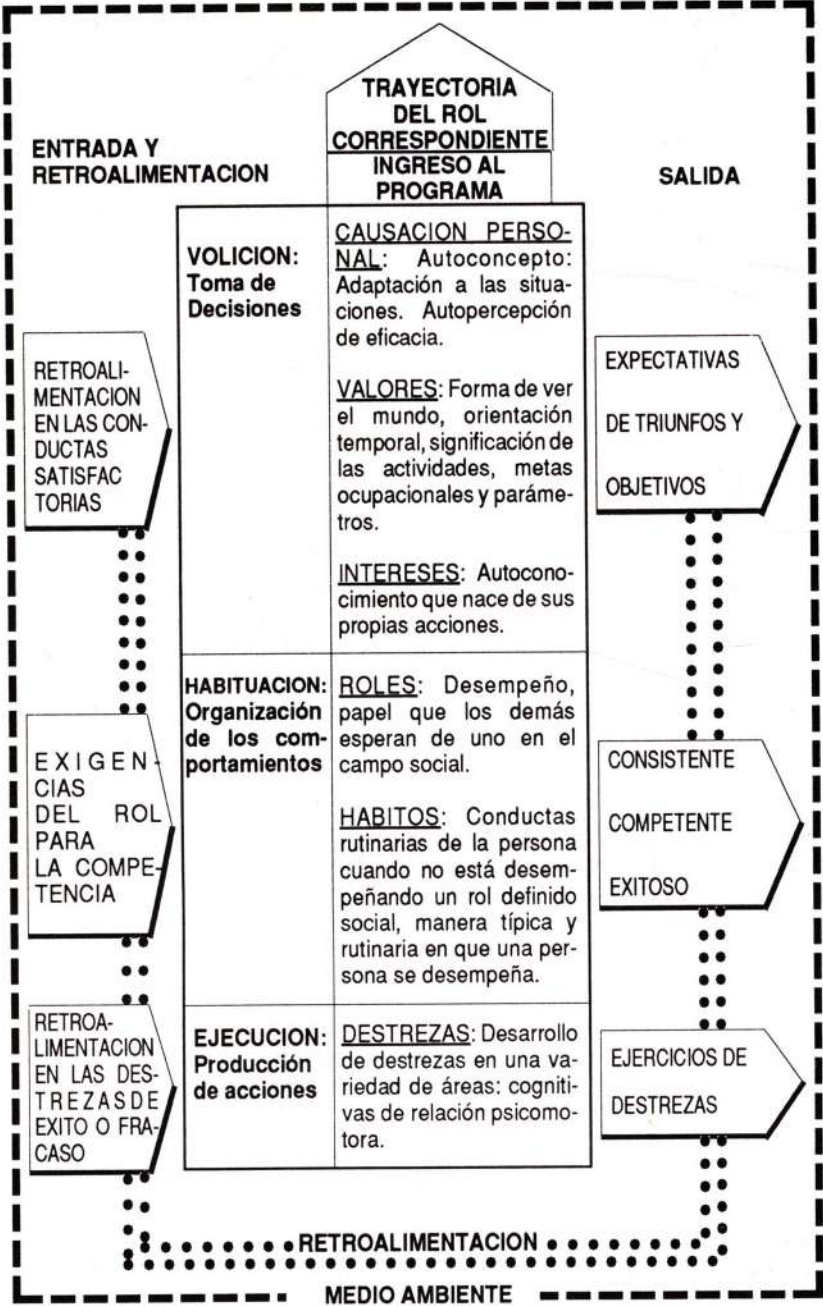 TRAYECTORIA
DEL ROL
CORRESPONDIENTE
INGRESO AL
PROGRAMA
ENTRADA Y
RETROALIMENTACION
SALIDA
VOLICION:
Toma de
Decisiones
CAUSACION PERSO-
NAL: Autoconcepto:
Adaptación a las situa-
ciones. Autopercepción
de eficacia.
VALORES: Forma de ver
el mundo, orientación
temporal, significación de
las actividades, metas
ocupacionales y paráme-
tros.
INTERESES: Autocono-
cimiento que nace de sus
propias acciones.
RETROALI-
MENTACION
EN LAS CON-
DUCTAS
SATISFAC
TORIAS
EXPECTATIVAS
DE TRIUNFOS Y
OBJETIVOS
HABITUACION:
Organización
de los com-
portamientos
ROLES: Desempeño,
papel que los demás
esperan de uno en el
campo social.
HABITOS: Conductas
rutinarias de la persona
cuando no está desem-
peñando un rol definido
social, manera típica y
rutinaria en que una per-
sona se desempeña.
EXIGEN-
CIAS
DEL ROL
PARA
LA COMPE-
TENCIA
CONSISTENTE
COMPETENTE
EXITOSO
EJECUCION:
Producción
de acciones
DESTREZAS: Desarrollo
de destrezas en una va-
riedad de áreas: cogniti-
vas de relación psicomo-
tora.
RETROA-
LIMENTACION
EN LAS DES-
TREZAS DE
EXITO O FRA-
CASO
EJERCICIOS DE
DESTREZAS
RETROALIMENTACION
MEDIO AMBIENTE